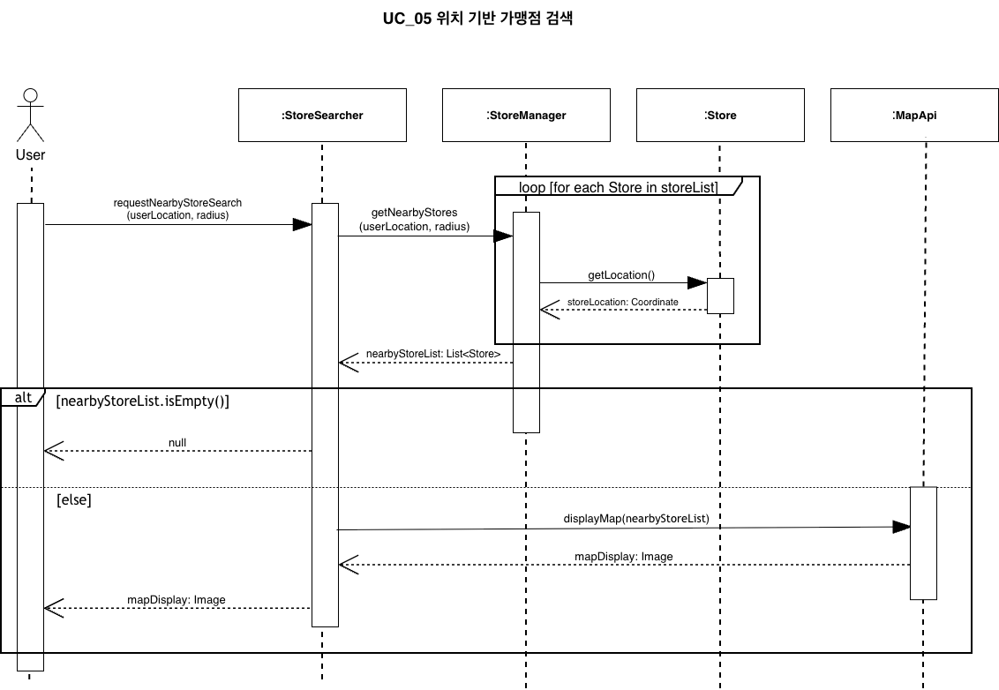 UC_05 위치 기반 가맹점 검색
User
:StoreSearcher
:StoreManager
:Store
:MapApi
loop [for each Store in storeList]
requestNearbyStoreSearch
(userLocation, radius)
getNearbyStores
(userLocation, radius)
getLocation()
storeLocation: Coordinate
nearbyStoreList: List<Store>
alt
[nearbyStoreList.isEmpty()]
null
[else]
displayMap(nearbyStoreList)
mapDisplay: Image
mapDisplay: Image